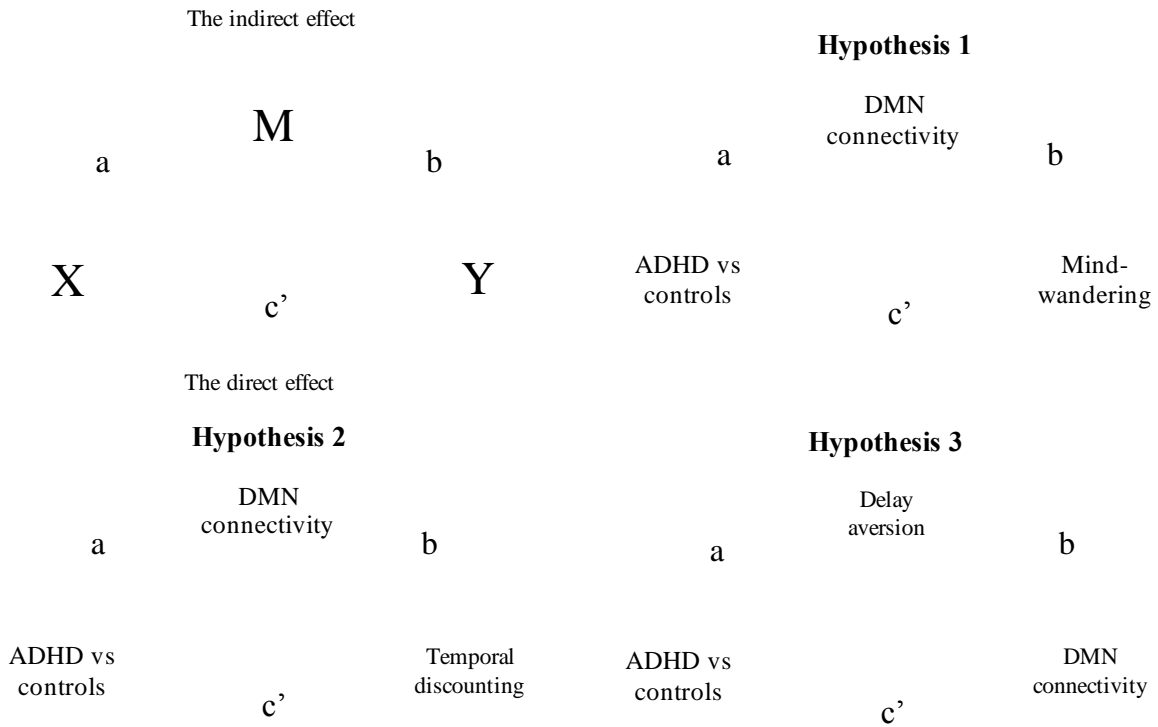 The indirect effect
M
a
b
X
Y
c’
The direct effect
Hypothesis 1
DMN
connectivity
a
b
ADHD vs
controls
Mind-
wandering
c’
Hypothesis 2
DMN
connectivity
a
b
ADHD vs
controls
Temporal
discounting
c’
Hypothesis 3
Delay
aversion
a
b
ADHD vs
controls
DMN
connectivity
c’